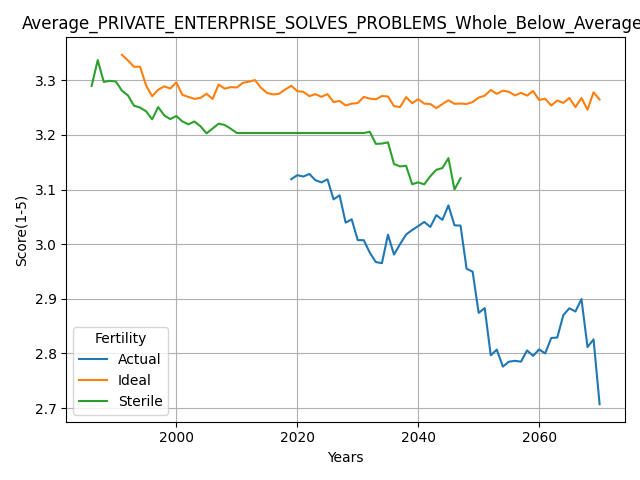 Average_PRIVATE_ENTERPRISE_SOLVES_PROBLEMS_Whole_Below_Average
3.3
3.2
3.1
3.0
2.9
2.8
2.7
Score(1-5)
Fertility
Actual
Ideal
Sterile
2000
2020
2040
2060
Years